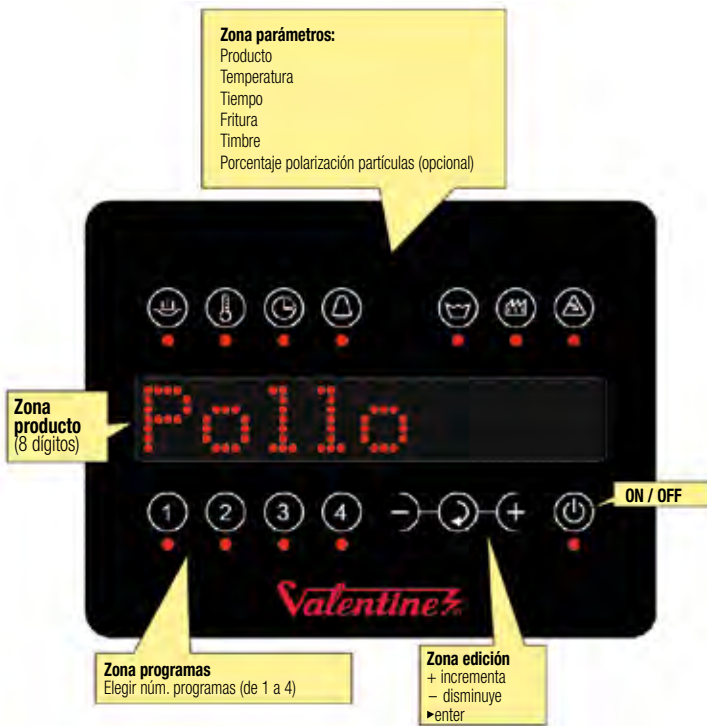 Zona parámetros:
Producto
Temperatura
Tiempo
Fritura
Timbre
Porcentaje polarización partículas (opcional)
Pollo
Zona
producto
(8 dígitos)
ON / OFF
1 2 3 4 - +
Valentine
Zona programas
Elegir núm. programas (de 1 a 4)
Zona edición
+ incrementa
− disminuye
►enter